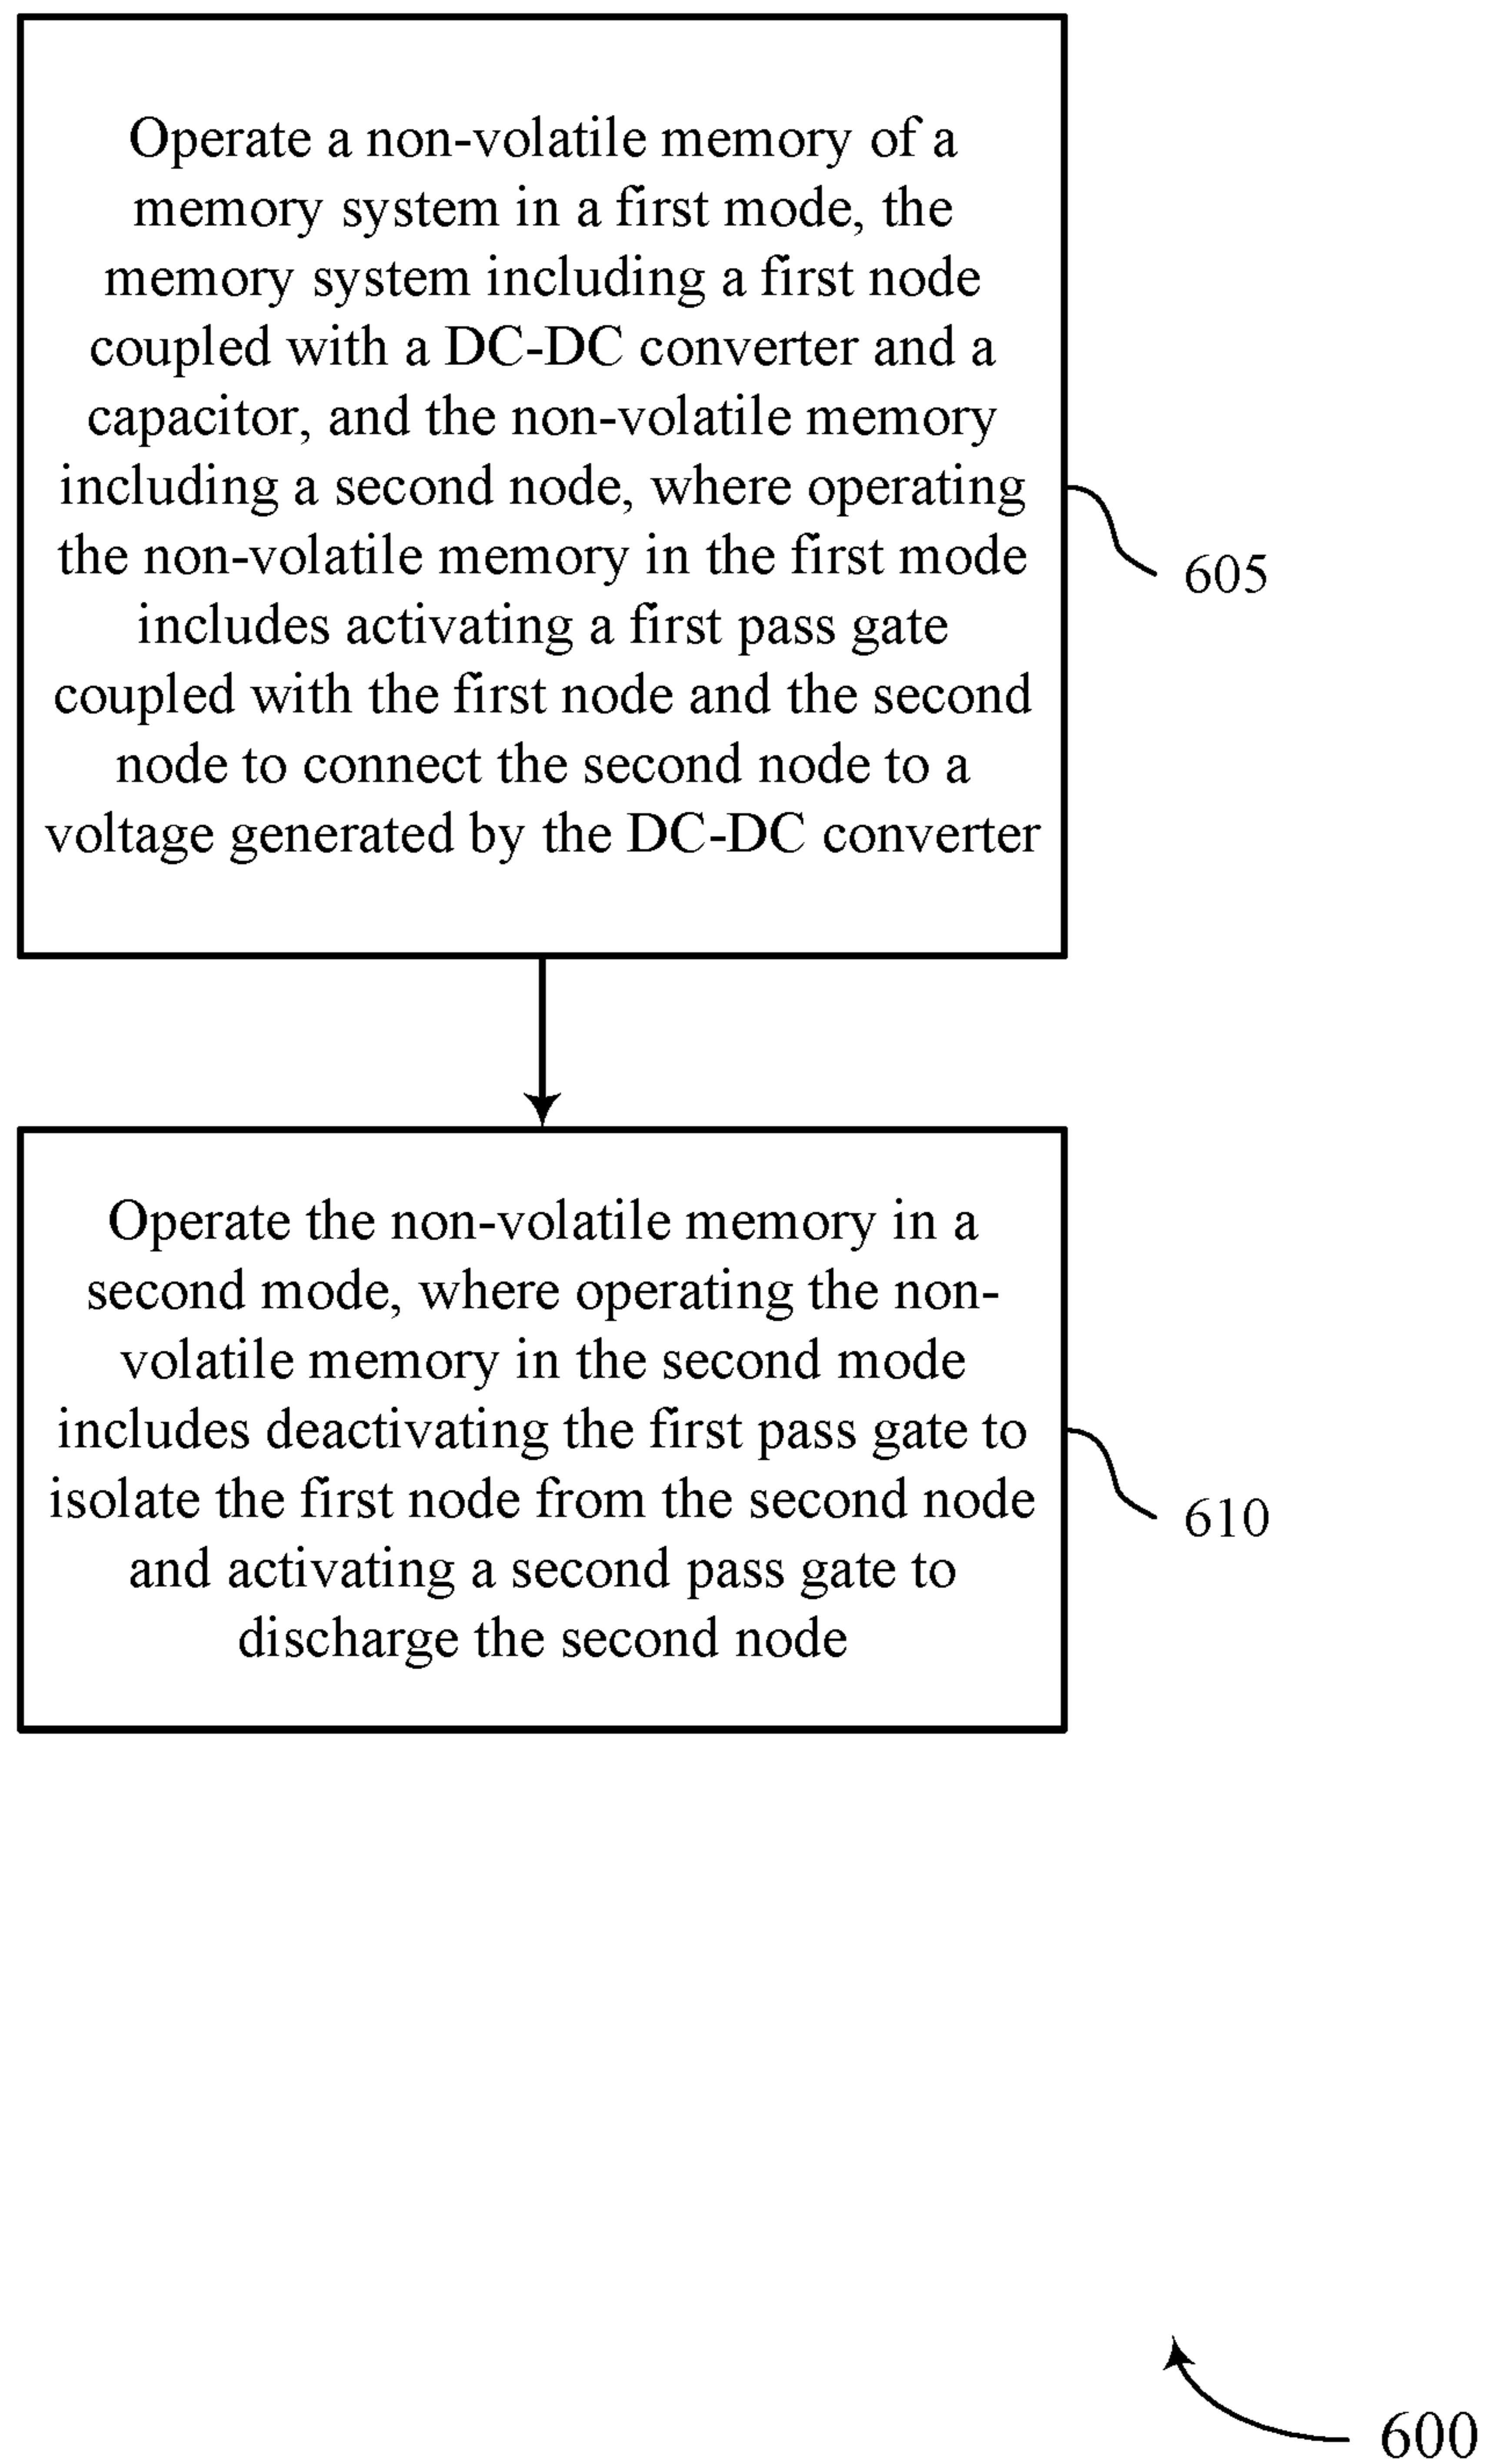 Operate a non-volatile memory of a
memory system in a first mode, the
memory system including a first node
coupled with a DC-DC converter and a
capacitor, and the non-volatile memory
including a second node, where operating
the non-volatile memory in the first mode
includes activating a first pass gate
coupled with the first node and the second
node to connect the second node to a
voltage generated by the DC-DC converter
605
Operate the non-volatile memory in a
second mode, where operating the non-
volatile memory in the second mode
includes deactivating the first pass gate to
isolate the first node from the second node
and activating a second pass gate to
discharge the second node
610
600